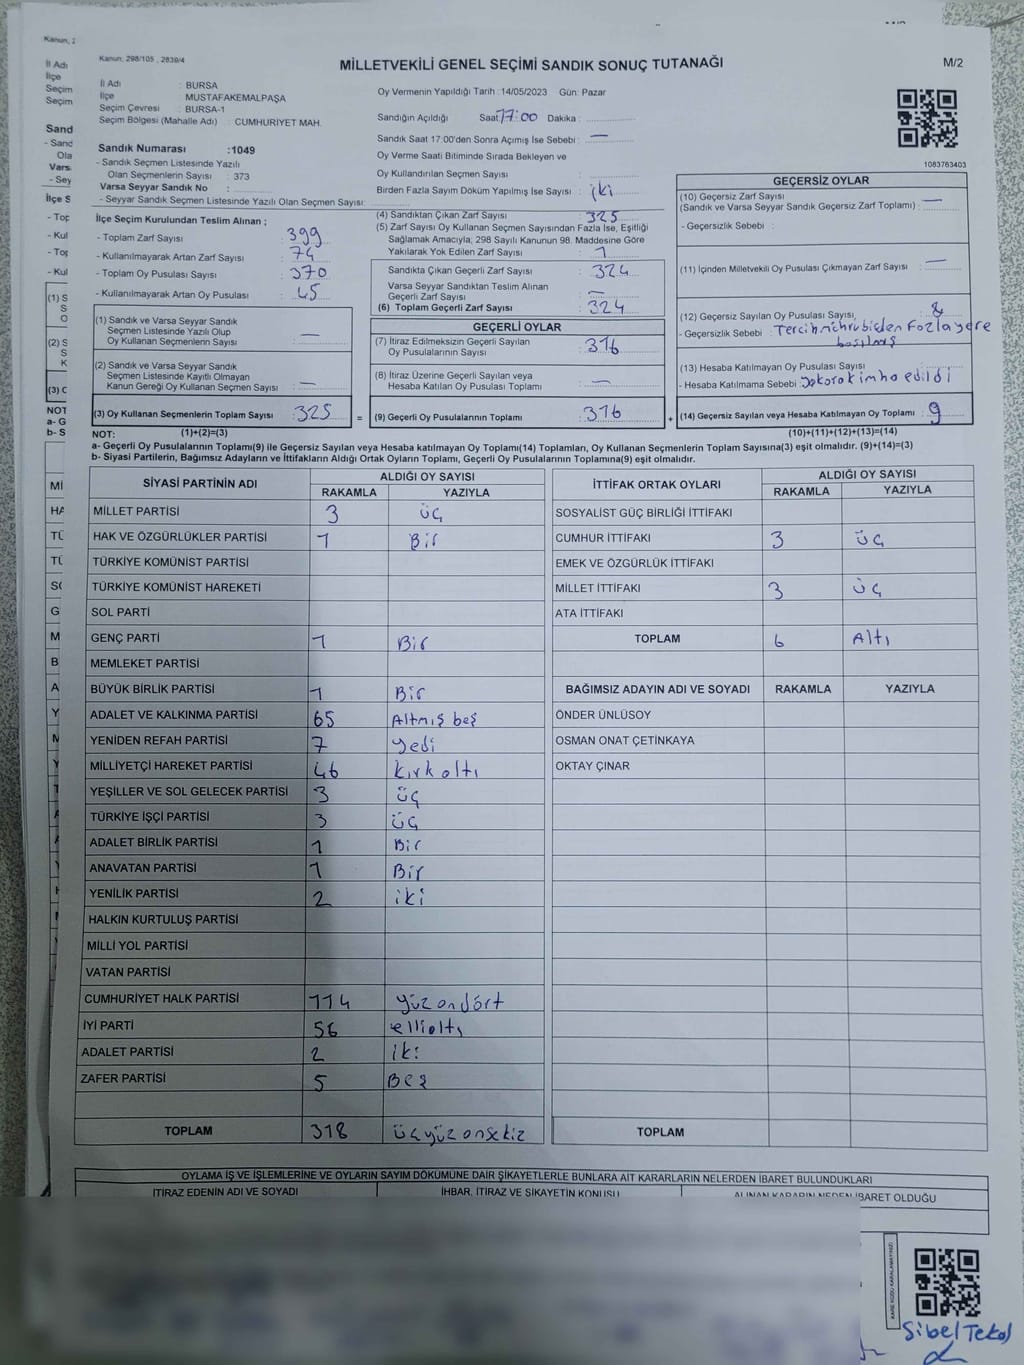 Kanun; 298/105 , 2839/4
MİLLETVEKİLİ GENEL SEÇİMİ SANDIK SONUÇ TUTANAĞI
M/2
İl Adı : BURSA
İlçe : MUSTAFAKEMALPAŞA
Seçim Çevresi : BURSA-1
Seçim Bölgesi (Mahalle Adı) : CUMHURİYET MAH.
Sandık Numarası :1049
- Sandık Seçmen Listesinde Yazılı
Olan Seçmenlerin Sayısı : 373
Varsa Seyyar Sandık No :
- Seyyar Sandık Seçmen Listesinde Yazılı Olan Seçmen Sayısı:
Oy Vermenin Yapıldığı Tarih : 14/05/2023 Gün: Pazar
Sandığın Açıldığı Saat: 17:00 Dakika :
Sandık Saat 17:00'den Sonra Açımış İse Sebebi : —
Oy Verme Saati Bitiminde Sırada Bekleyen ve
Oy Kullandırılan Seçmen Sayısı :
Birden Fazla Sayım Döküm Yapılmış İse Sayısı : iki
1083763403
İlçe Seçim Kurulundan Teslim Alınan ;
- Toplam Zarf Sayısı : 399
- Kullanılmayarak Artan Zarf Sayısı : 74
- Toplam Oy Pusulası Sayısı : 370
- Kullanılmayarak Artan Oy Pusulası : 45
(1) Sandık ve Varsa Seyyar Sandık
Seçmen Listesinde Yazılı Olup
Oy Kullanan Seçmenlerin Sayısı : —
(2) Sandık ve Varsa Seyyar Sandık
Seçmen Listesinde Kayıtlı Olmayan
Kanun Gereği Oy Kullanan Seçmen Sayısı : —
(3) Oy Kullanan Seçmenlerin Toplam Sayısı : 325 =
(4) Sandıktan Çıkan Zarf Sayısı : 325
(5) Zarf Sayısı Oy Kullanan Seçmen Sayısından Fazla İse, Eşitliği
Sağlamak Amacıyla; 298 Sayılı Kanunun 98. Maddesine Göre
Yakılarak Yok Edilen Zarf Sayısı : 1
Sandıkta Çıkan Geçerli Zarf Sayısı : 324
Varsa Seyyar Sandıktan Teslim Alınan
Geçerli Zarf Sayısı : —
(6) Toplam Geçerli Zarf Sayısı : 324
GEÇERLİ OYLAR
(7) İtiraz Edilmeksizin Geçerli Sayılan
Oy Pusulalarının Sayısı : 316
(8) İtiraz Üzerine Geçerli Sayılan veya
Hesaba Katılan Oy Pusulası Toplamı : —
(9) Geçerli Oy Pusulalarının Toplamı : 316 +
GEÇERSİZ OYLAR
(10) Geçersiz Zarf Sayısı
(Sandık ve Varsa Seyyar Sandık Geçersiz Zarf Toplamı) : —
- Geçersizlik Sebebi :
(11) İçinden Milletvekili Oy Pusulası Çıkmayan Zarf Sayısı : —
(12) Geçersiz Sayılan Oy Pusulası Sayısı, : 8
- Geçersizlik Sebebi :
(13) Hesaba Katılmayan Oy Pusulası Sayısı :
- Hesaba Katılmama Sebebi : imha edildi
(14) Geçersiz Sayılan veya Hesaba Katılmayan Oy Toplamı : 9
NOT: (1)+(2)=(3)
(10)+(11)+(12)+(13)=(14)
a- Geçerli Oy Pusulalarının Toplamı(9) ile Geçersiz Sayılan veya Hesaba katılmayan Oy Toplamı(14) Toplamları, Oy Kullanan Seçmenlerin Toplam Sayısına(3) eşit olmalıdır. (9)+(14)=(3)
b- Siyasi Partilerin, Bağımsız Adayların ve İttifakların Aldığı Ortak Oyların Toplamı, Geçerli Oy Pusulalarının Toplamına(9) eşit olmalıdır.
SİYASİ PARTİNİN ADI
ALDIĞI OY SAYISI
RAKAMLA YAZIYLA
MİLLET PARTİSİ 3 üç
HAK VE ÖZGÜRLÜKLER PARTİSİ 1 Bir
TÜRKİYE KOMÜNİST PARTİSİ
TÜRKİYE KOMÜNİST HAREKETİ
SOL PARTİ
GENÇ PARTİ 1 Bir
MEMLEKET PARTİSİ
BÜYÜK BİRLİK PARTİSİ 1 Bir
ADALET VE KALKINMA PARTİSİ 65 Altmış beş
YENİDEN REFAH PARTİSİ 7 yedi
MİLLİYETÇİ HAREKET PARTİSİ 46 kırk altı
YEŞİLLER VE SOL GELECEK PARTİSİ 3 üç
TÜRKİYE İŞÇİ PARTİSİ 3 üç
ADALET BİRLİK PARTİSİ 1 Bir
ANAVATAN PARTİSİ 1 Bir
YENİLİK PARTİSİ 2 iki
HALKIN KURTULUŞ PARTİSİ
MİLLİ YOL PARTİSİ
VATAN PARTİSİ
CUMHURİYET HALK PARTİSİ 114 yüz ondört
İYİ PARTİ 56 ellialtı
ADALET PARTİSİ 2 iki
ZAFER PARTİSİ 5 Beş
TOPLAM 318 üçyüz onsekiz
İTTİFAK ORTAK OYLARI
ALDIĞI OY SAYISI
RAKAMLA YAZIYLA
SOSYALİST GÜÇ BİRLİĞİ İTTİFAKI
CUMHUR İTTİFAKI 3 üç
EMEK VE ÖZGÜRLÜK İTTİFAKI
MİLLET İTTİFAKI 3 üç
ATA İTTİFAKI
TOPLAM 6 Altı
BAĞIMSIZ ADAYIN ADI VE SOYADI RAKAMLA YAZIYLA
ÖNDER ÜNLÜSOY
OSMAN ONAT ÇETİNKAYA
OKTAY ÇINAR
TOPLAM
OYLAMA İŞ VE İŞLEMLERİNE VE OYLARIN SAYIM DÖKÜMÜNE DAİR ŞİKAYETLERLE BUNLARA AİT KARARLARIN NELERDEN İBARET BULUNDUKLARI
İTİRAZ EDENİN ADI VE SOYADI
İHBAR, İTİRAZ VE ŞİKAYETİN KONUSU
ALINAN KARARIN NEDEN İBARET OLDUĞU
Sibel